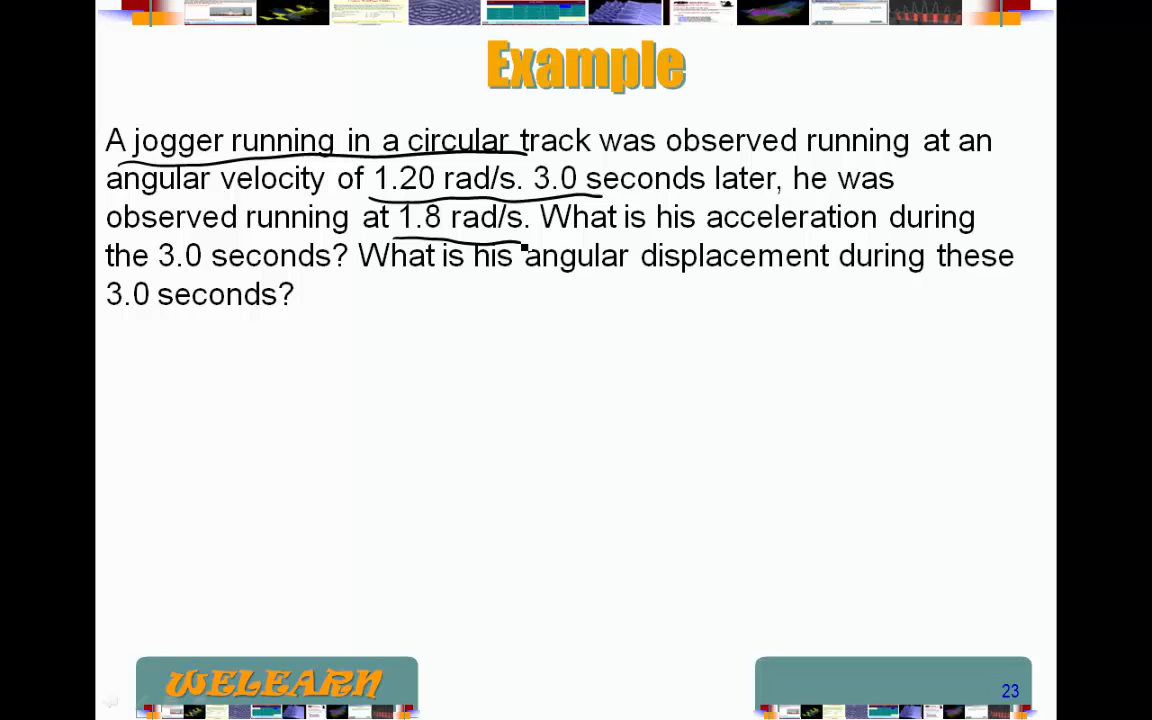 Example
A jogger running in a circular track was observed running at an
angular velocity of 1.20 rad/s. 3.0 seconds later, he was
observed running at 1.8 rad/s. What is his acceleration during
the 3.0 seconds? What is his angular displacement during these
3.0 seconds?
WELEARN
23